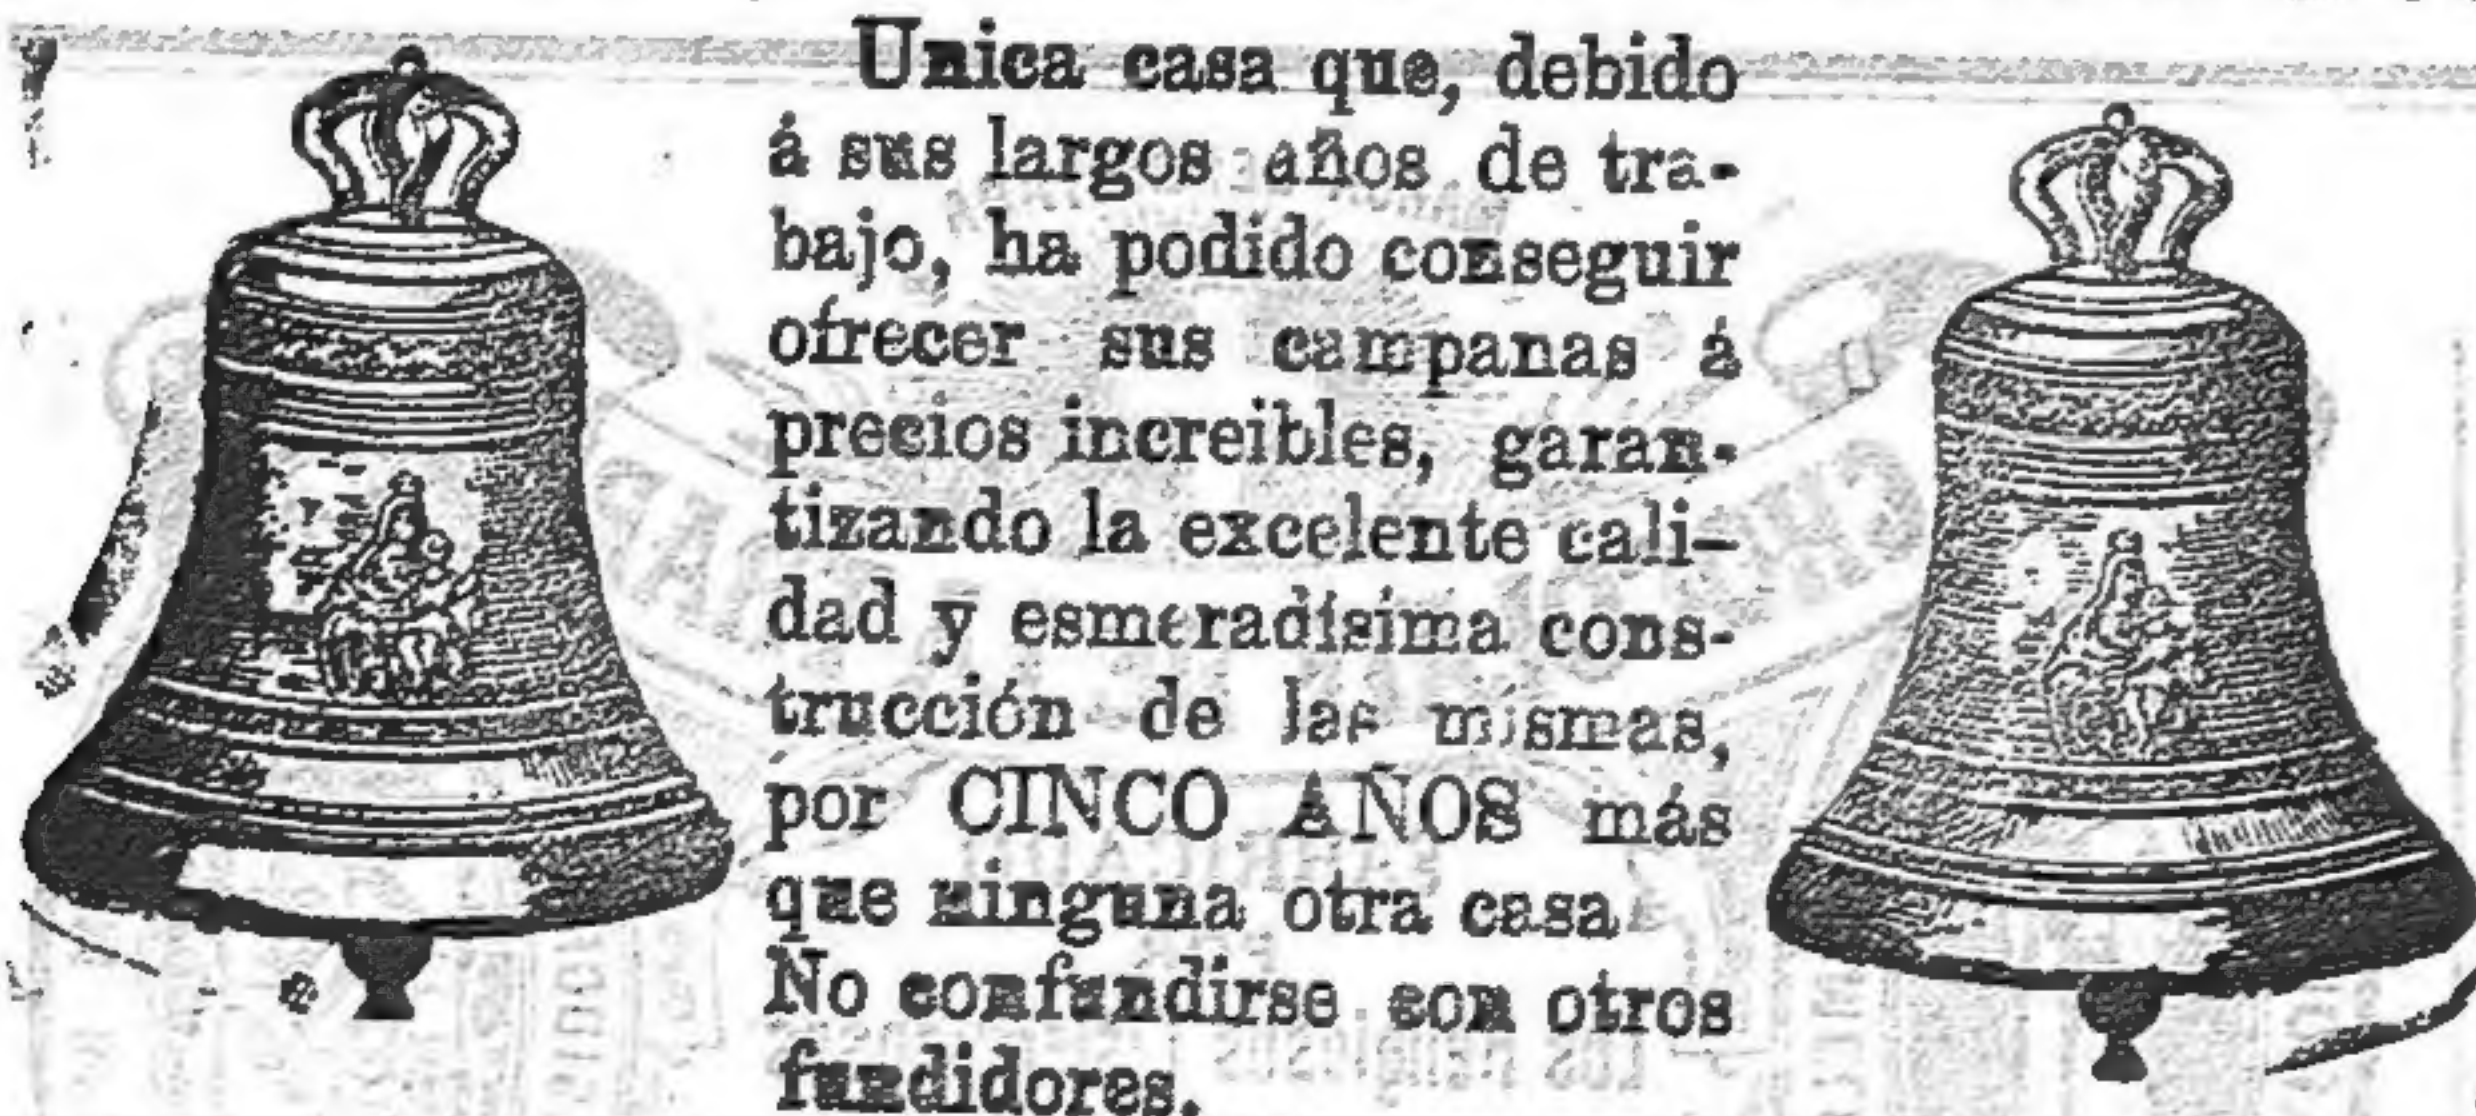 Unica casa que, debido
á sus largos años de tra-
bajo, ha podido conseguir
ofrecer sus campanas á
precios increibles, garan-
tizando la excelente cali-
dad y esmeradísima cons-
trucción de las mismas,
por CINCO AÑOS más
que ninguna otra casa
No confundirse con otros
fundidores.